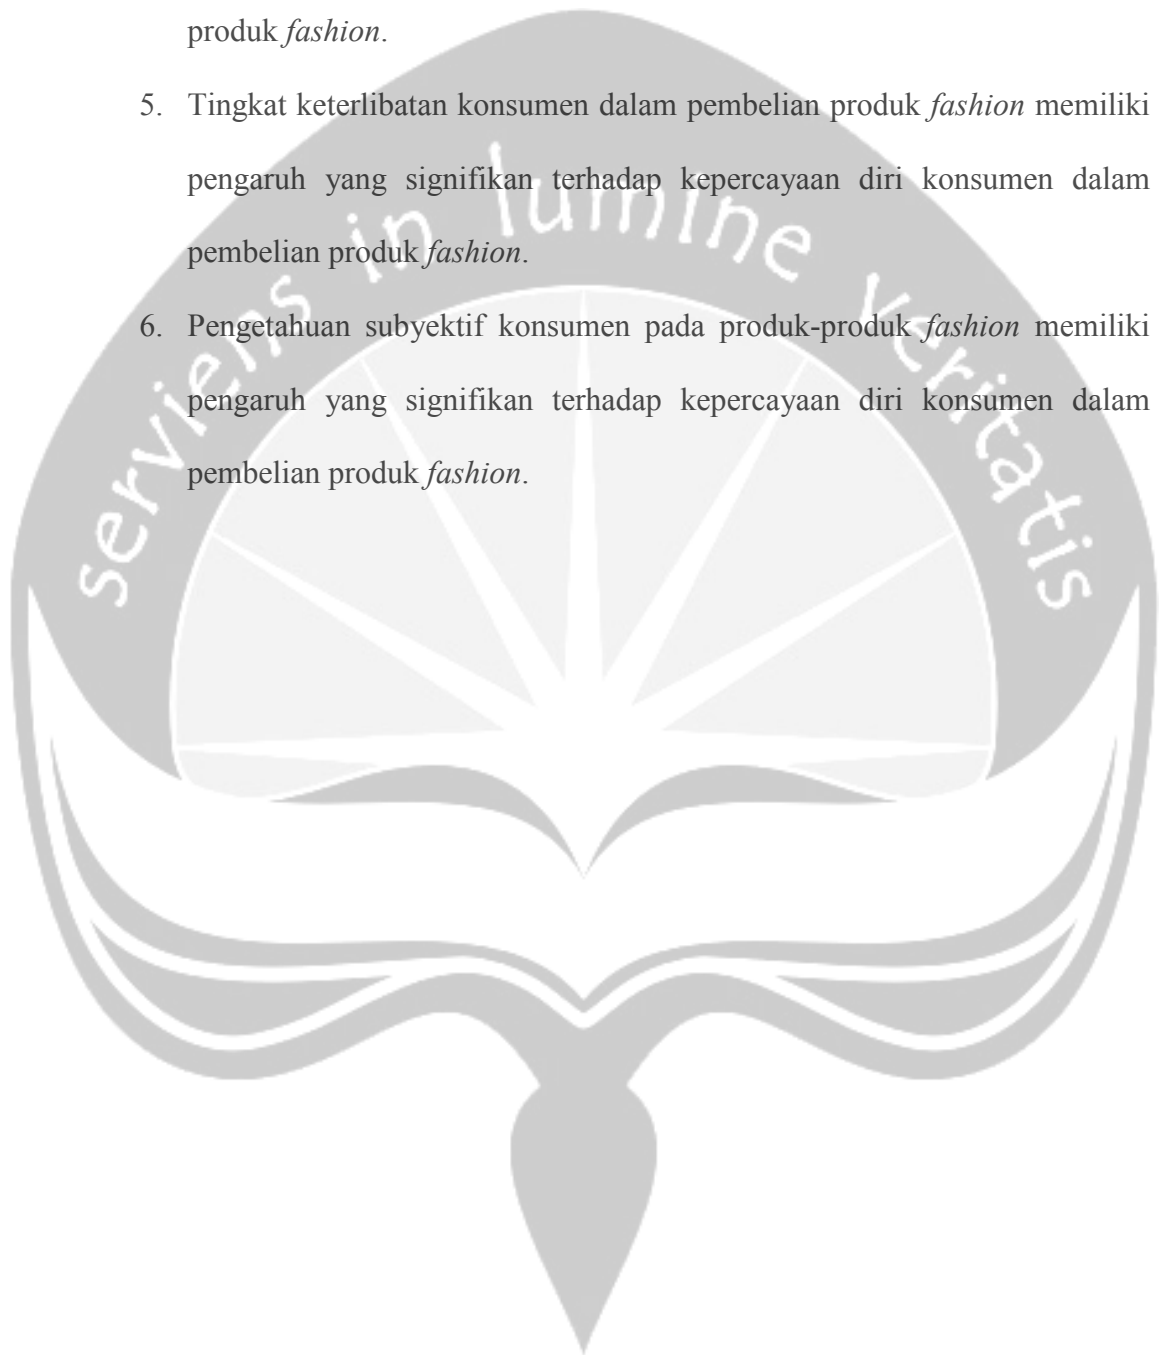 produk fashion.
5. Tingkat keterlibatan konsumen dalam pembelian produk fashion memiliki
pengaruh yang signifikan terhadap kepercayaan diri konsumen dalam
pembelian produk fashion.
6. Pengetahuan subyektif konsumen pada produk-produk fashion memiliki
pengaruh yang signifikan terhadap kepercayaan diri konsumen dalam
pembelian produk fashion.
serviens in lumine veritatis